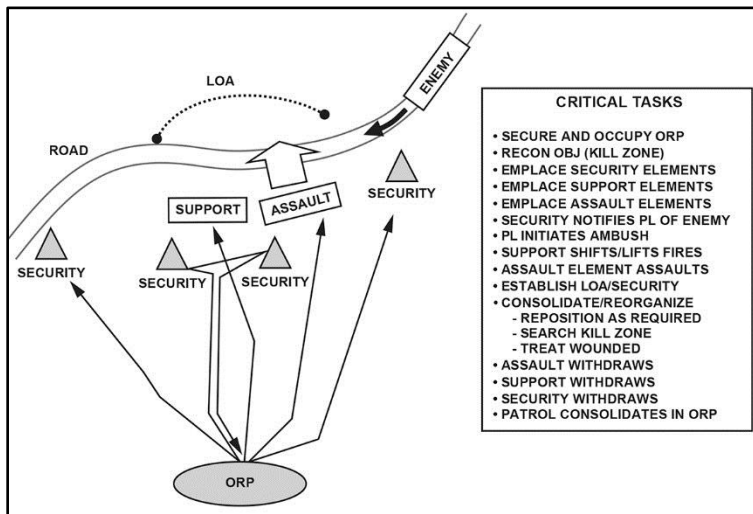 ENEMY
LOA
ROAD
SECURITY
SUPPORT
ASSAULT
SECURITY
SECURITY
SECURITY
ORP
CRITICAL TASKS
• SECURE AND OCCUPY ORP
• RECON OBJ (KILL ZONE)
• EMPLACE SECURITY ELEMENTS
• EMPLACE SUPPORT ELEMENTS
• EMPLACE ASSAULT ELEMENTS
• SECURITY NOTIFIES PL OF ENEMY
• PL INITIATES AMBUSH
• SUPPORT SHIFTS/LIFTS FIRES
• ASSAULT ELEMENT ASSAULTS
• ESTABLISH LOA/SECURITY
• CONSOLIDATE/REORGANIZE
- REPOSITION AS REQUIRED
- SEARCH KILL ZONE
- TREAT WOUNDED
• ASSAULT WITHDRAWS
• SUPPORT WITHDRAWS
• SECURITY WITHDRAWS
• PATROL CONSOLIDATES IN ORP